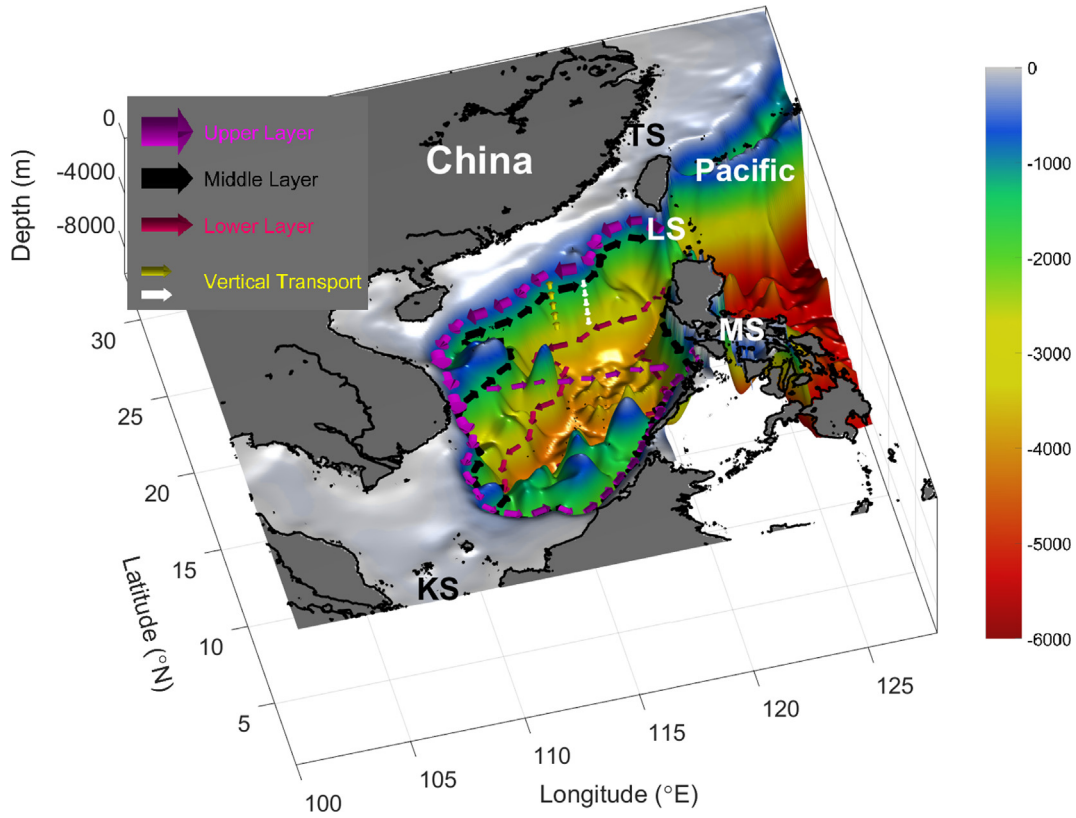 TS
China
Pacific
LS
MS
KS
Upper Layer
Middle Layer
Lower Layer
Vertical Transport
Depth (m)
0
-4000
-8000
Latitude (°N)
30
25
20
15
10
5
Longitude (°E)
100
105
110
115
120
125
0
-1000
-2000
-3000
-4000
-5000
-6000